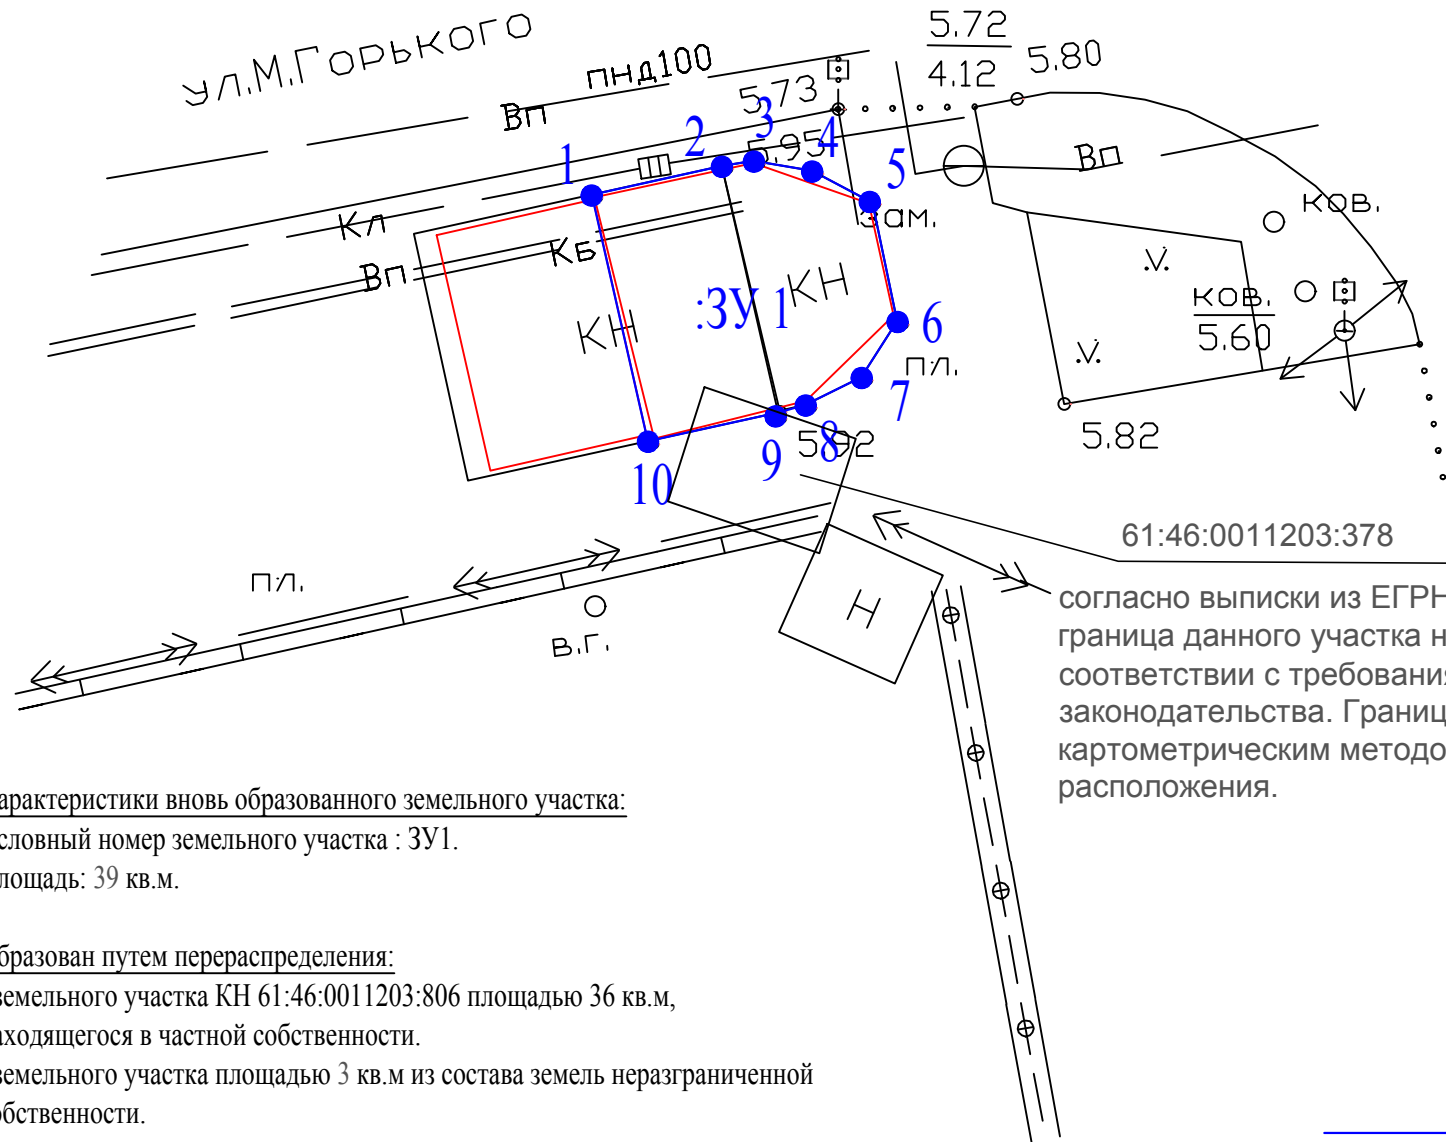 ул.М.Горького
пнд100
Вп
5.73
5.72
4.12
5.80
1
2
3
5.95
4
5
Вп
зам.
ков.
Кл
Вп
Кб
КН
:ЗУ 1
КН
6
пл.
7
.V.
.V.
ков.
5.60
5.82
8
5.92
9
10
61:46:0011203:378
согласно выписки из ЕГРН
граница данного участка н
соответствии с требовани
законодательства. Границ
картометрическим методо
расположения.
пл.
в.г.
Н
арактеристики вновь образованного земельного участка:
словный номер земельного участка : ЗУ1.
лощадь: 39 кв.м.
бразован путем перераспределения:
земельного участка КН 61:46:0011203:806 площадью 36 кв.м,
аходящегося в частной собственности.
земельного участка площадью 3 кв.м из состава земель неразграниченной
обственности.